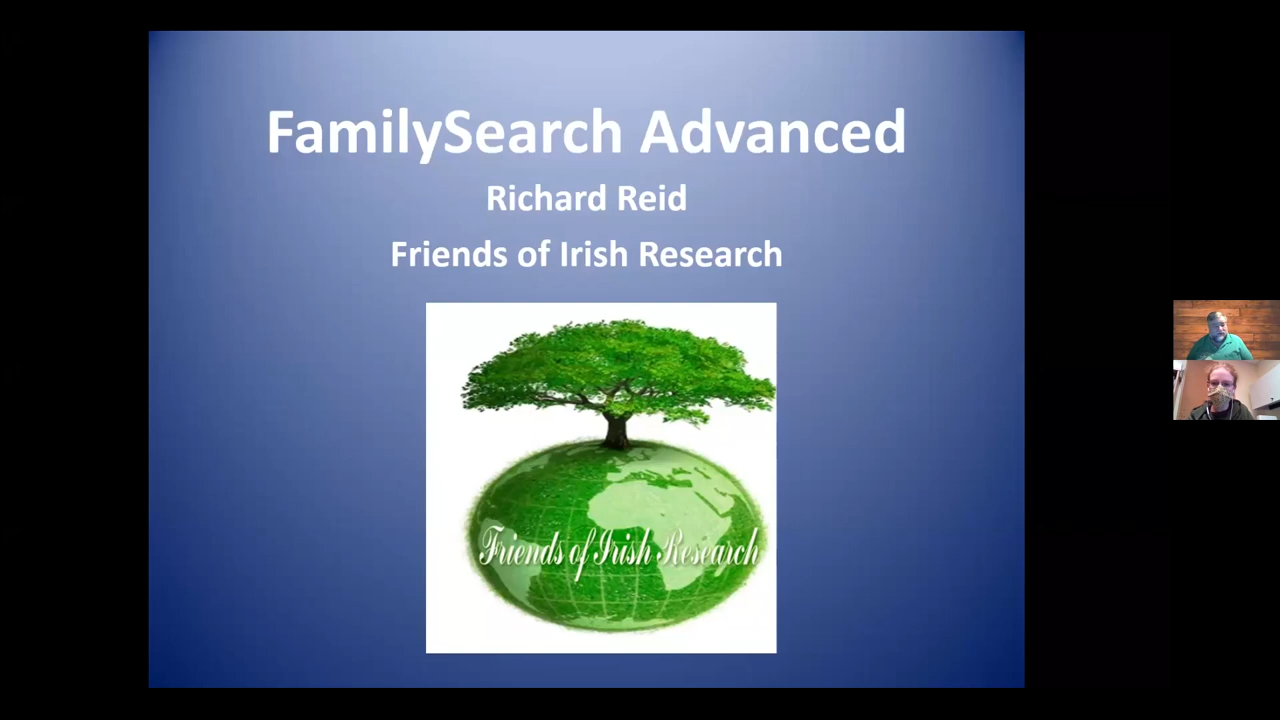 FamilySearch Advanced
Richard Reid
Friends of Irish Research
Friends of Irish Research